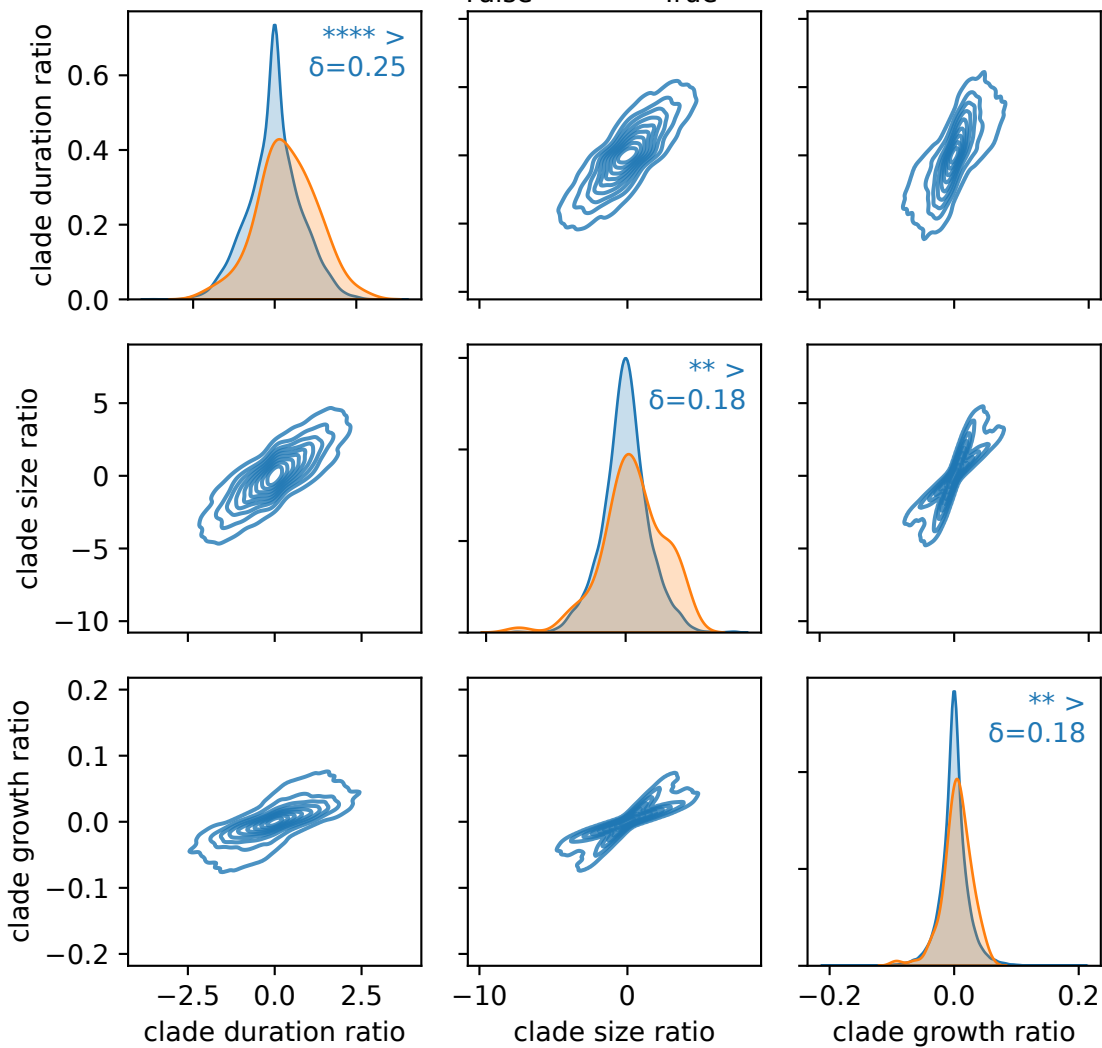 False True
clade duration ratio
0.6
0.4
0.2
0.0
**** >
δ=0.25
clade size ratio
5
0
−5
−10
** >
δ=0.18
clade growth ratio
0.2
0.1
0.0
−0.1
−0.2
** >
δ=0.18
−2.5 0.0 2.5
−10 0
−0.2 0.0 0.2
clade duration ratio
clade size ratio
clade growth ratio